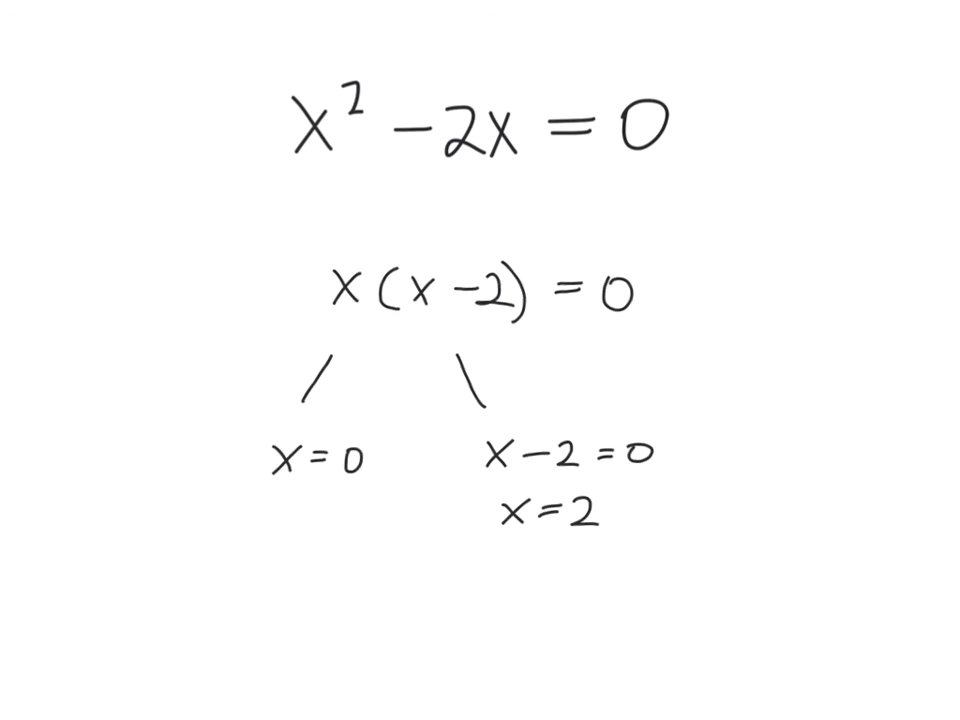 x² - 2x = 0
x(x - 2) = 0
x = 0
x - 2 = 0
x = 2